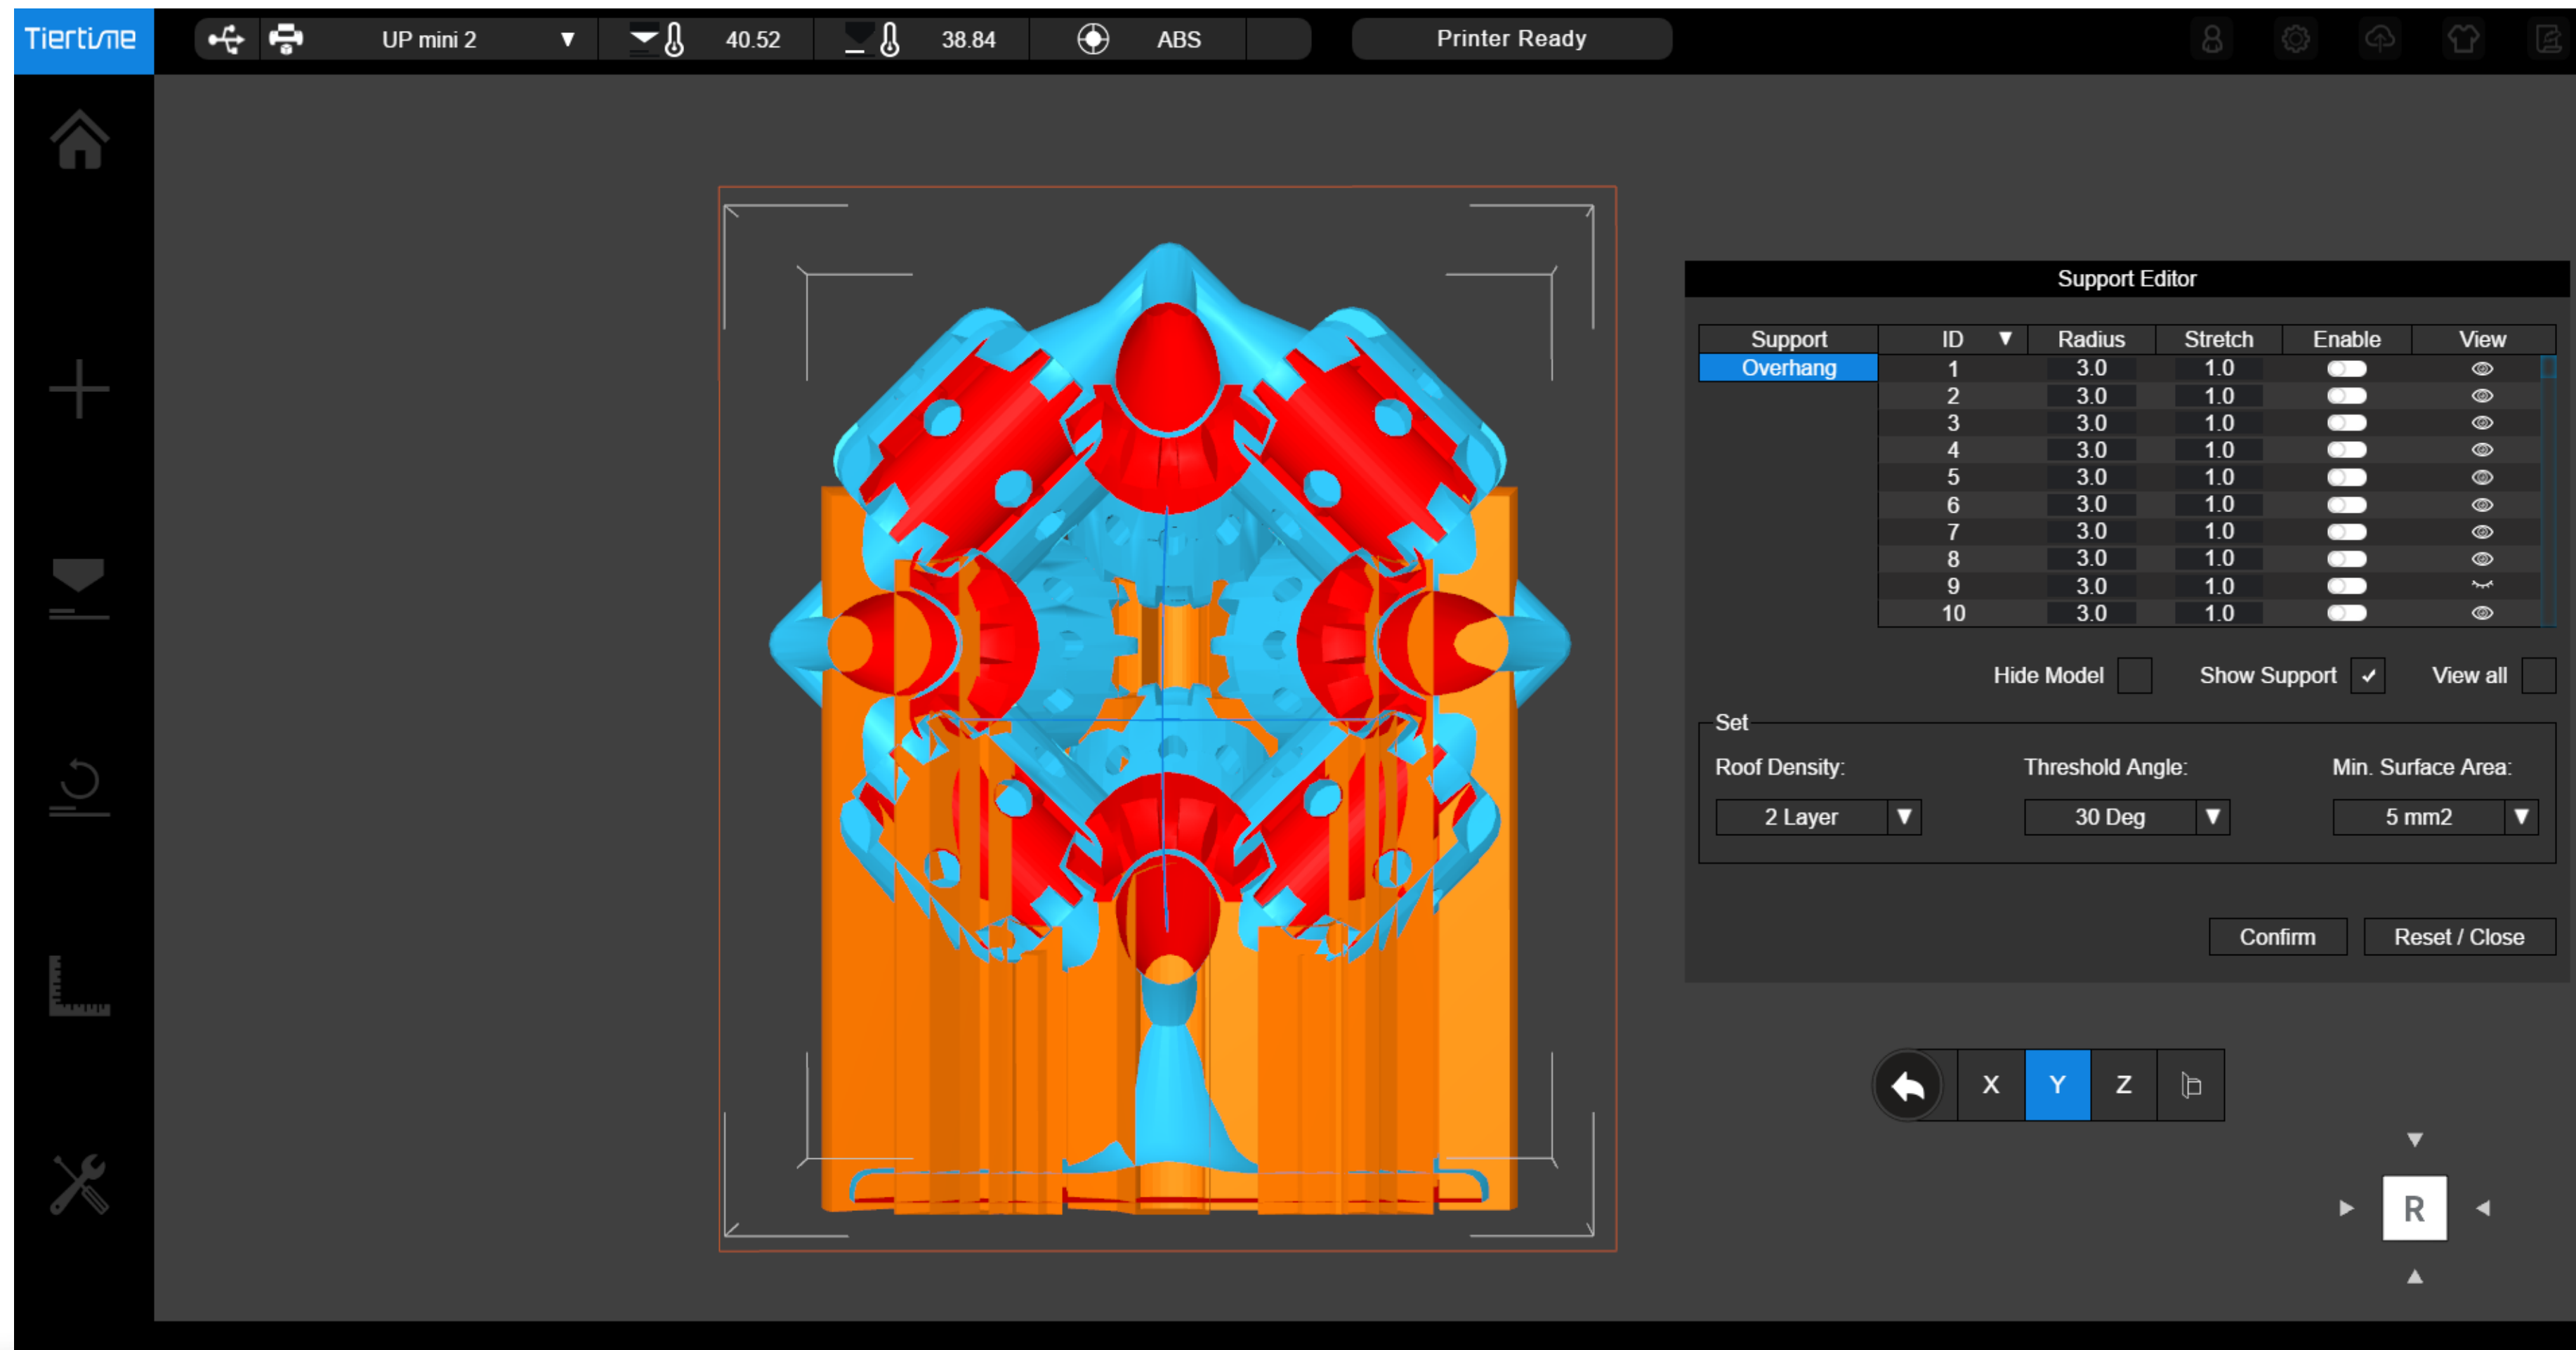 Tiertime UP mini 2 ▼ 40.52 38.84 ABS Printer Ready
Support Editor
Support ID ▼ Radius Stretch Enable View
Overhang 1 3.0 1.0
2 3.0 1.0
3 3.0 1.0
4 3.0 1.0
5 3.0 1.0
6 3.0 1.0
7 3.0 1.0
8 3.0 1.0
9 3.0 1.0
10 3.0 1.0
Hide Model Show Support ✓ View all
Set
Roof Density: Threshold Angle: Min. Surface Area:
2 Layer ▼ 30 Deg ▼ 5 mm2 ▼
Confirm Reset / Close
X Y Z
R